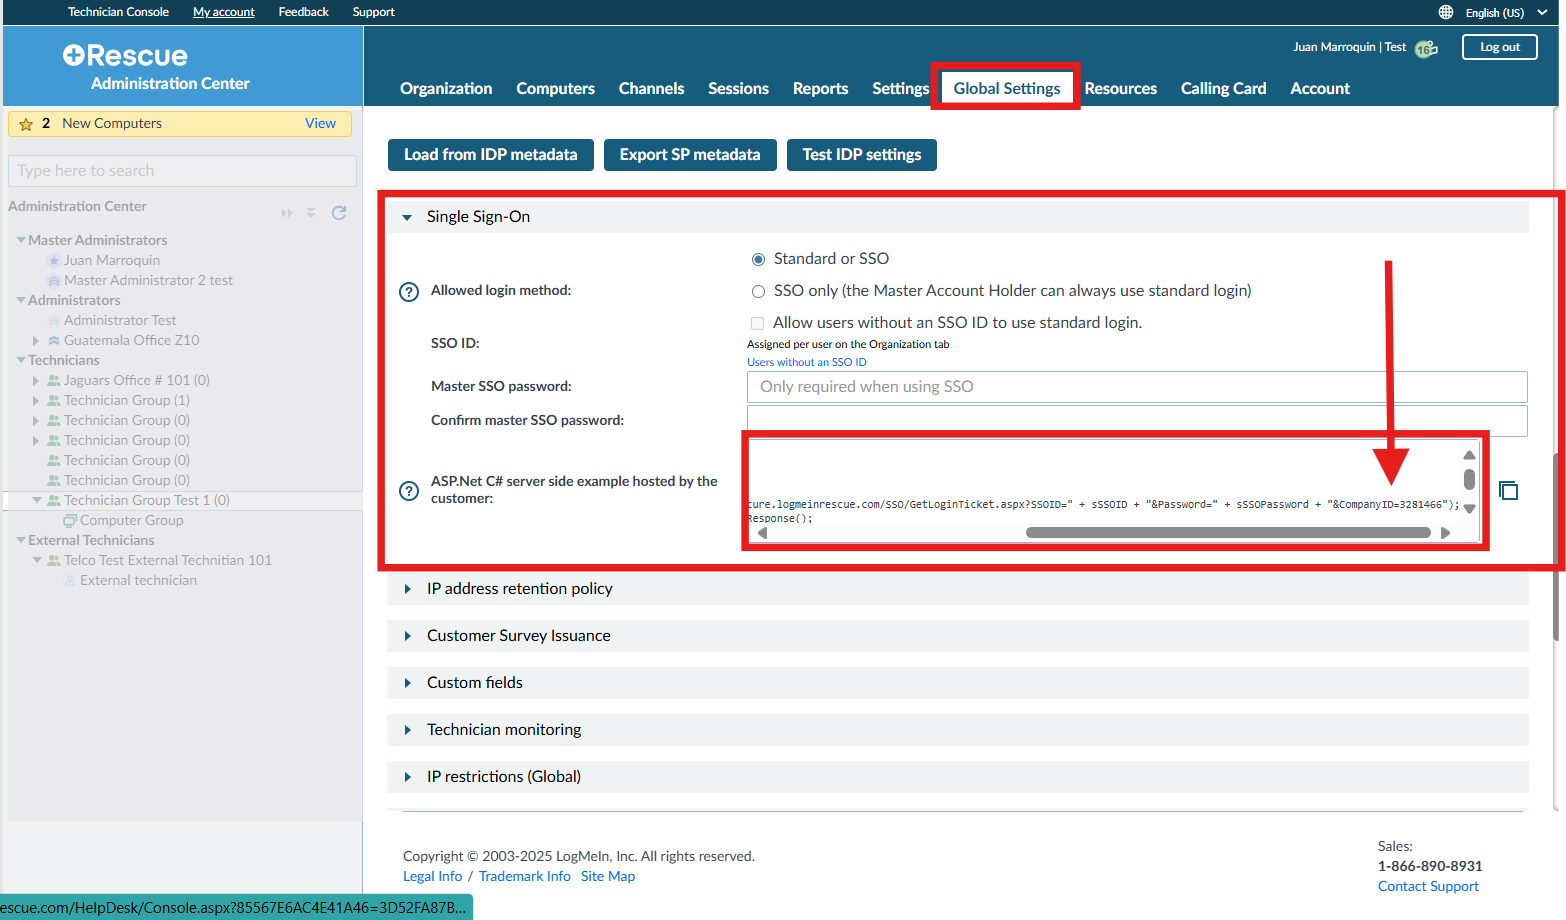 Technician Console My account Feedback Support English (US)
Rescue
Administration Center
Juan Marroquin | Test 16 Log out
Organization Computers Channels Sessions Reports Settings Global Settings Resources Calling Card Account
2 New Computers View
Type here to search
Administration Center
Master Administrators
Juan Marroquin
Master Administrator 2 test
Administrators
Administrator Test
Guatemala Office Z10
Technicians
Jaguars Office # 101 (0)
Technician Group (1)
Technician Group (0)
Technician Group (0)
Technician Group (0)
Technician Group (0)
Technician Group Test 1 (0)
Computer Group
External Technicians
Telco Test External Technitian 101
External technician
Load from IDP metadata Export SP metadata Test IDP settings
Single Sign-On
Allowed login method:
Standard or SSO
SSO only (the Master Account Holder can always use standard login)
Allow users without an SSO ID to use standard login.
SSO ID:
Assigned per user on the Organization tab
Users without an SSO ID
Master SSO password: Only required when using SSO
Confirm master SSO password:
ASP.Net C# server side example hosted by the
customer:
cure.logmeinrescue.com/SSO/GetLoginTicket.aspx?SSOID=" + sSSOID + "&Password=" + sSSOPassword + "&CompanyID=3281466");
Response();
IP address retention policy
Customer Survey Issuance
Custom fields
Technician monitoring
IP restrictions (Global)
Copyright © 2003-2025 LogMeIn, Inc. All rights reserved.
Legal Info / Trademark Info Site Map
Sales:
1-866-890-8931
Contact Support
escue.com/HelpDesk/Console.aspx?85567E6AC4E41A46=3D52FA87B...